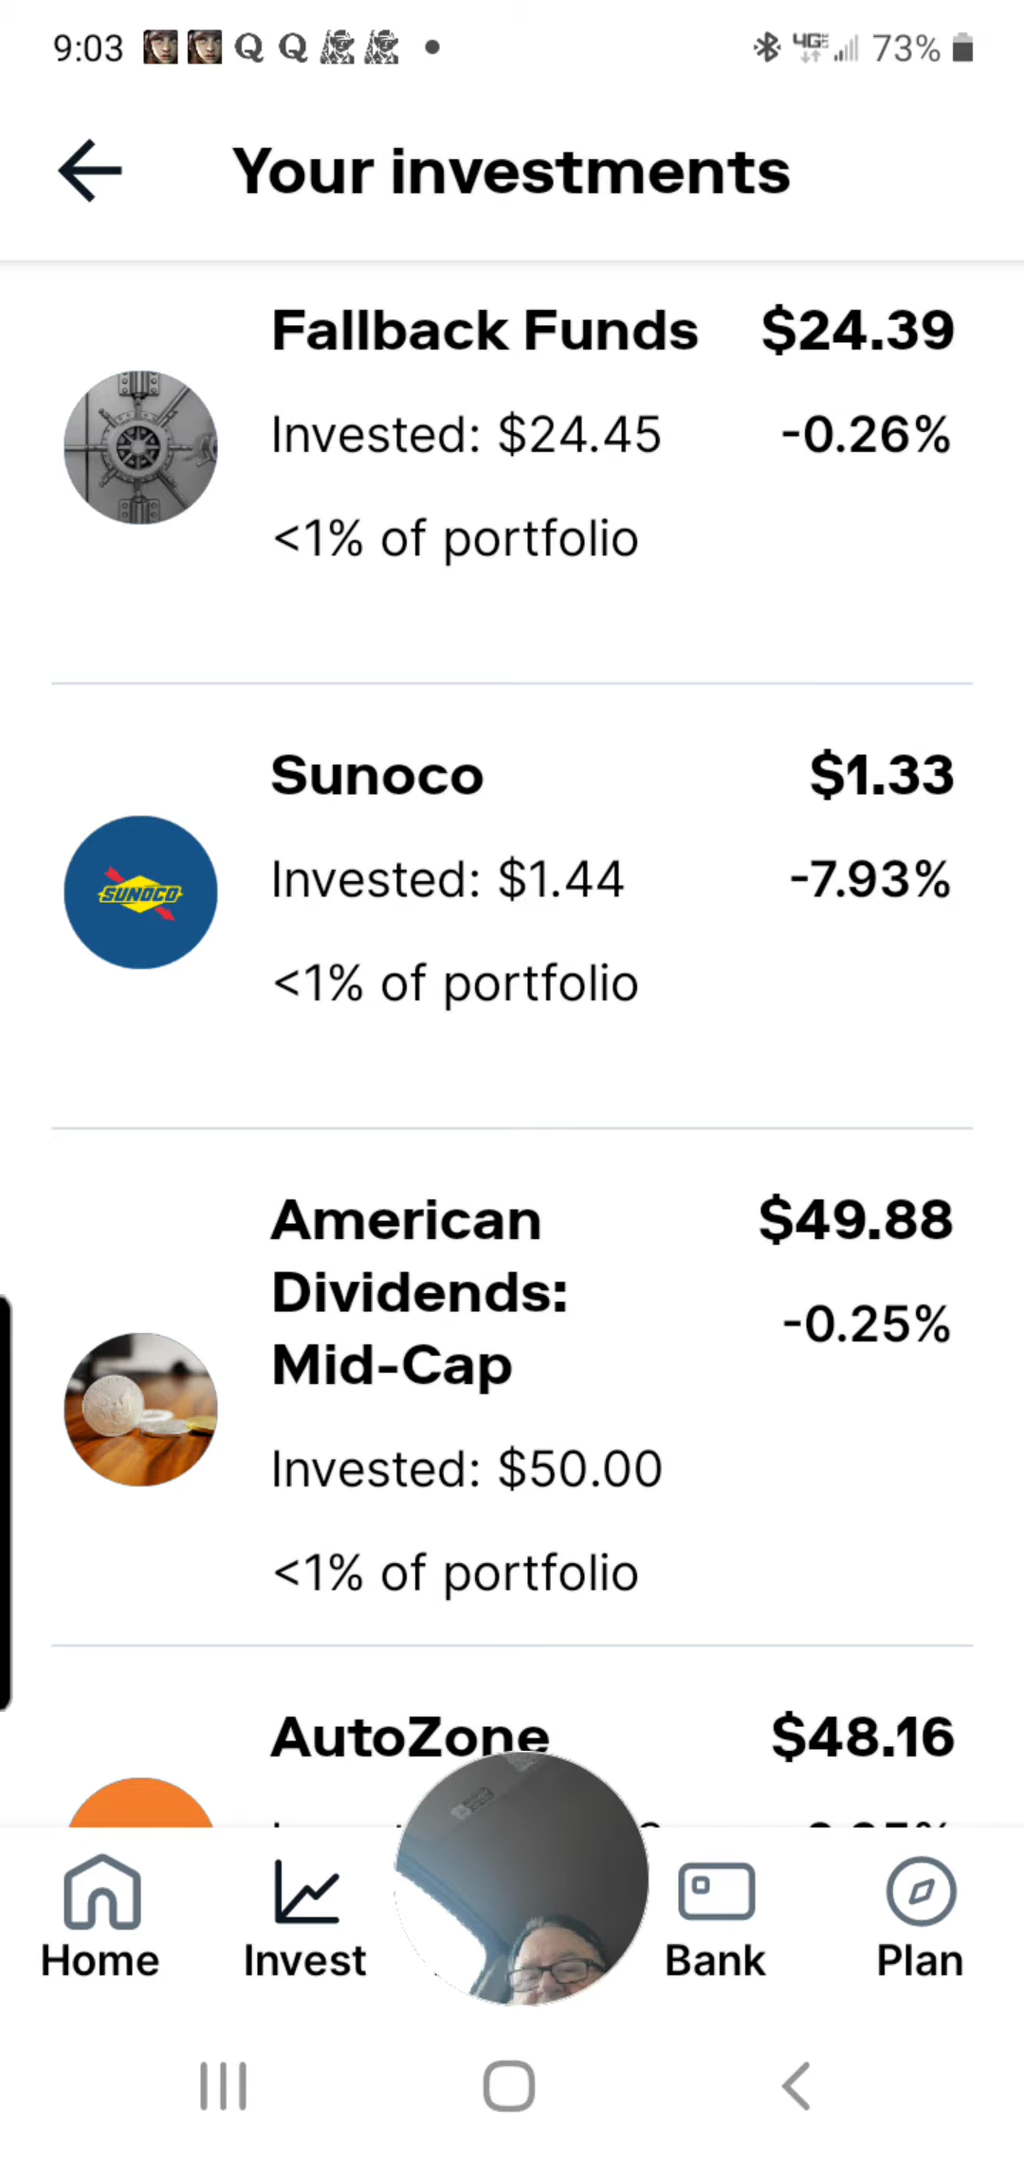 9:03 Q Q 4GE 73%
Your investments
Fallback Funds $24.39
Invested: $24.45 -0.26%
<1% of portfolio
Sunoco $1.33
SUNOCO
Invested: $1.44 -7.93%
<1% of portfolio
American $49.88
Dividends: -0.25%
Mid-Cap
Invested: $50.00
<1% of portfolio
AutoZone $48.16
Home Invest Bank Plan